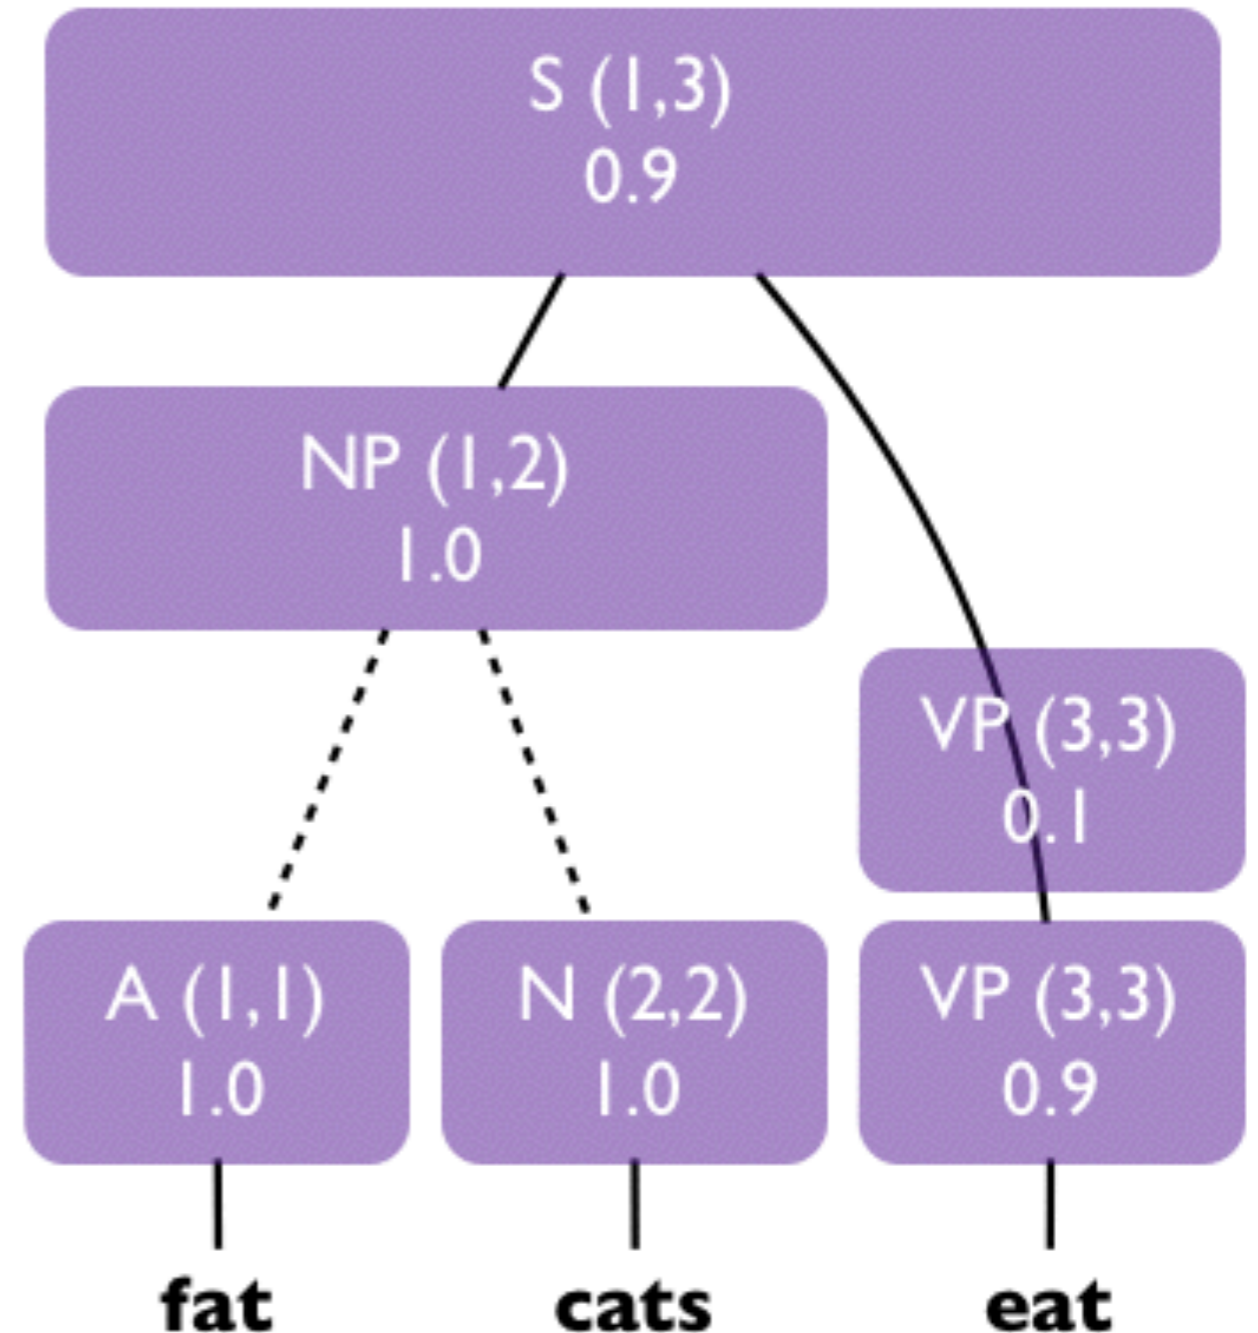 S (1,3)
0.9
NP (1,2)
1.0
VP (3,3)
0.1
A (1,1)
1.0
N (2,2)
1.0
VP (3,3)
0.9
fat
cats
eat